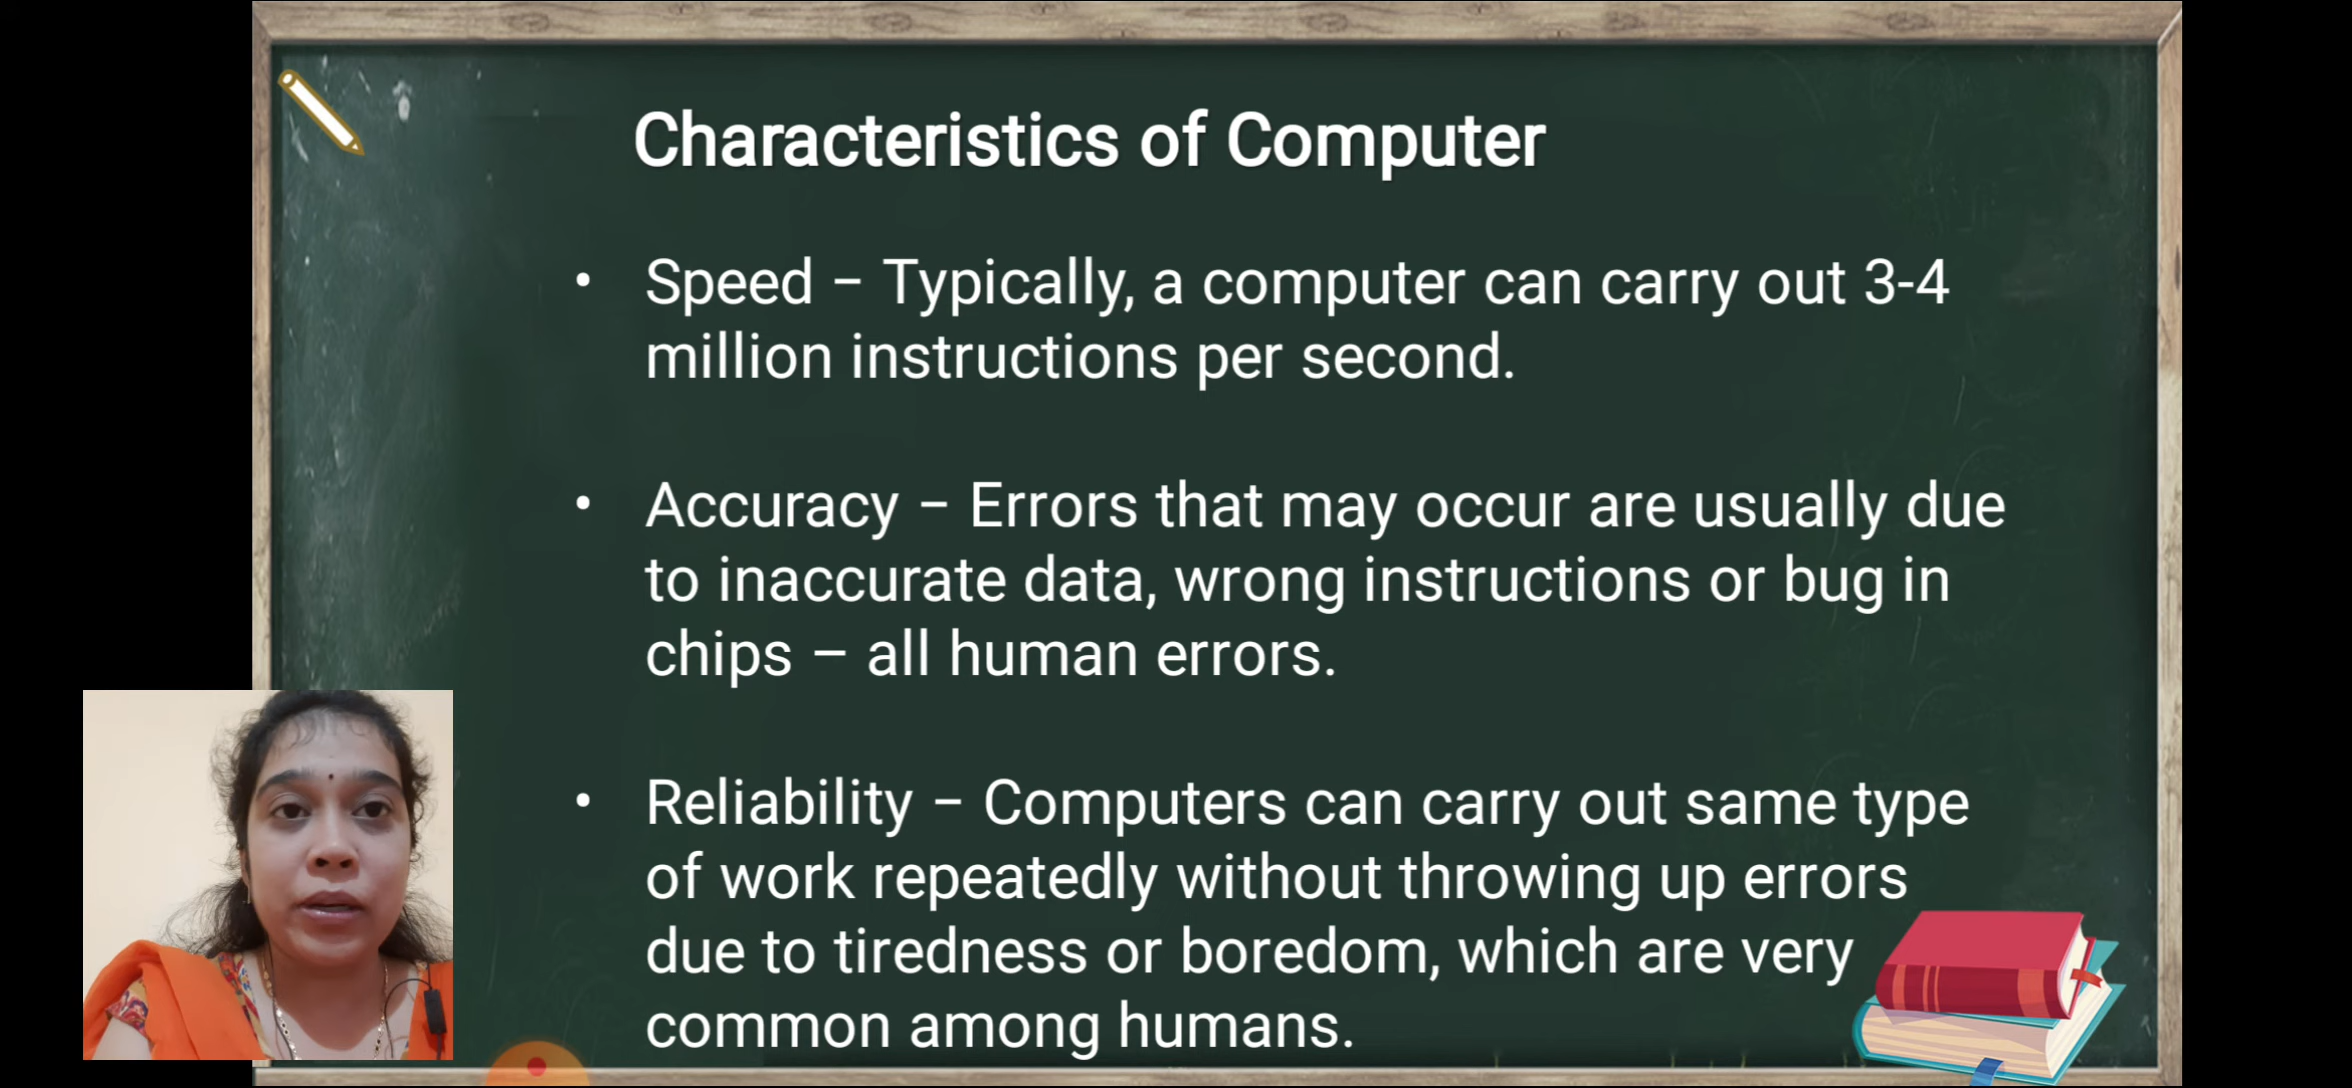 Characteristics of Computer
• Speed – Typically, a computer can carry out 3-4
million instructions per second.
• Accuracy – Errors that may occur are usually due
to inaccurate data, wrong instructions or bug in
chips – all human errors.
• Reliability – Computers can carry out same type
of work repeatedly without throwing up errors
due to tiredness or boredom, which are very
common among humans.